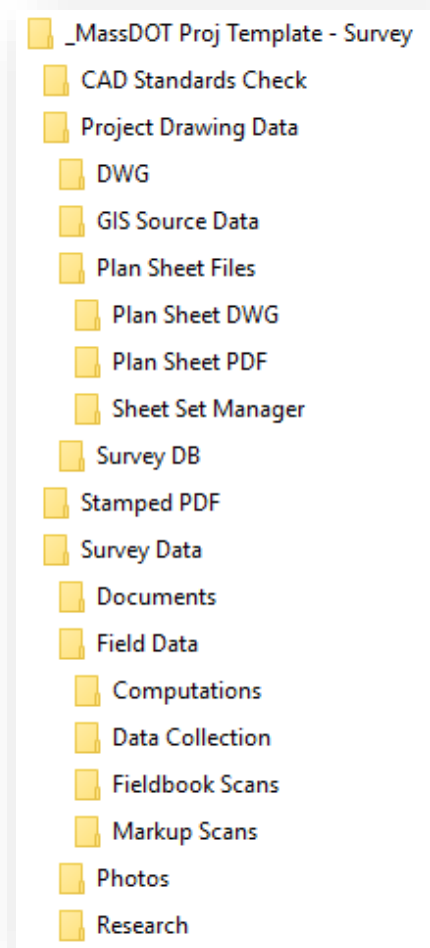 _MassDOT Proj Template - Survey
CAD Standards Check
Project Drawing Data
DWG
GIS Source Data
Plan Sheet Files
Plan Sheet DWG
Plan Sheet PDF
Sheet Set Manager
Survey DB
Stamped PDF
Survey Data
Documents
Field Data
Computations
Data Collection
Fieldbook Scans
Markup Scans
Photos
Research